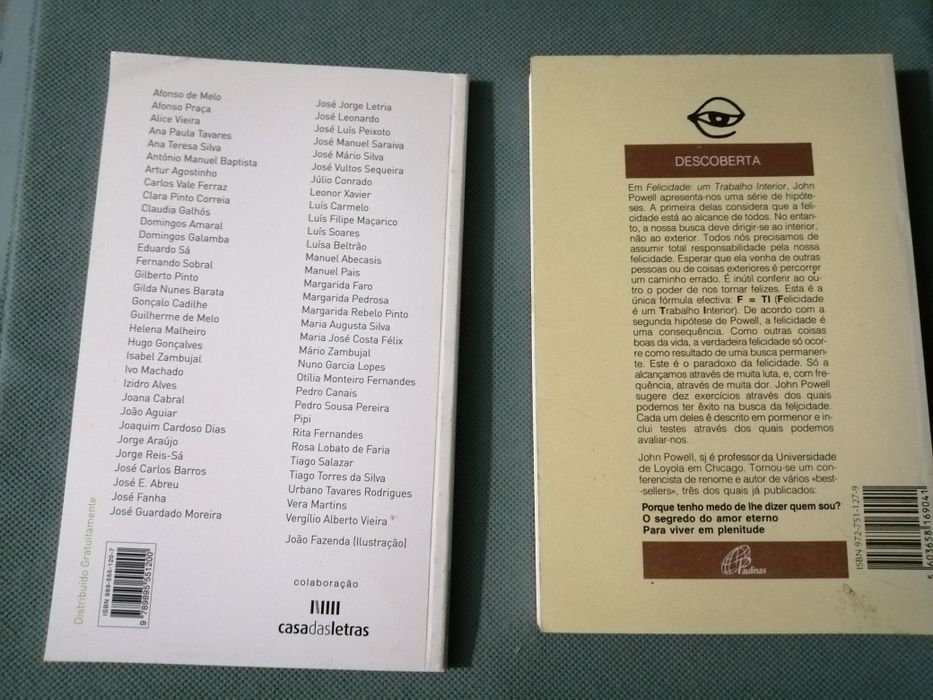 Afonso de Melo
Afonso Praça
Alice Vieira
Ana Paula Tavares
Ana Teresa Silva
António Manuel Baptista
Artur Agostinho
Carlos Vale Ferraz
Clara Pinto Correia
Claudia Galhós
Domingos Amaral
Domingos Galamba
Eduardo Sá
Fernando Sobral
Gilberto Pinto
Gilda Nunes Barata
Gonçalo Cadilhe
Guilherme de Melo
Helena Malheiro
Hugo Gonçalves
Isabel Zambujal
Ivo Machado
Izidro Alves
Joana Cabral
João Aguiar
Joaquim Cardoso Dias
Jorge Araújo
Jorge Reis-Sá
José Carlos Barros
José E. Abreu
José Fanha
José Guardado Moreira
José Jorge Letria
José Leonardo
José Luís Peixoto
José Manuel Saraiva
José Mário Silva
José Vultos Sequeira
Júlio Conrado
Leonor Xavier
Luís Carmelo
Luís Filipe Maçarico
Luís Soares
Luísa Beltrão
Manuel Abecasis
Manuel Pais
Margarida Faro
Margarida Pedrosa
Margarida Rebelo Pinto
Maria Augusta Silva
Maria José Costa Félix
Mário Zambujal
Nuno Garcia Lopes
Otília Monteiro Fernandes
Pedro Canais
Pedro Sousa Pereira
Pipi
Rita Fernandes
Rosa Lobato de Faria
Tiago Salazar
Tiago Torres da Silva
Urbano Tavares Rodrigues
Vera Martins
Vergílio Alberto Vieira
João Fazenda (Ilustração)
colaboração
casadasletras
Distribuído Gratuitamente
ISBN 989-555-120-7
9 789895 551200
DESCOBERTA
Em Felicidade: um Trabalho Interior, John
Powell apresenta-nos uma série de hipóte-
ses. A primeira delas considera que a feli-
cidade está ao alcance de todos. No entan-
to, a nossa busca deve dirigir-se ao interior,
não ao exterior. Todos nós precisamos de
assumir total responsabilidade pela nossa
felicidade. Esperar que ela venha de outras
pessoas ou de coisas exteriores é percorrer
um caminho errado. É inútil conferir ao ou-
tro o poder de nos tornar felizes. Esta é a
única fórmula efectiva: F = TI (Felicidade
é um Trabalho Interior). De acordo com a
segunda hipótese de Powell, a felicidade é
uma consequência. Como outras coisas
boas da vida, a verdadeira felicidade só ocor-
re como resultado de uma busca permanen-
te. Este é o paradoxo da felicidade. Só a
alcançamos através de muita luta, e, com fre-
quência, através de muita dor. John Powell
sugere dez exercícios através dos quais
podemos ter êxito na busca da felicidade.
Cada um deles é descrito em pormenor e in-
clui testes através dos quais podemos
avaliar-nos.
John Powell, sj é professor da Universidade
de Loyola em Chicago. Tornou-se um con-
ferencista de renome e autor de vários «best-
-sellers», três dos quais já publicados:
Porque tenho medo de lhe dizer quem sou?
O segredo do amor eterno
Para viver em plenitude
Paulinas
ISBN 972-751-127-9
5 603658 169041